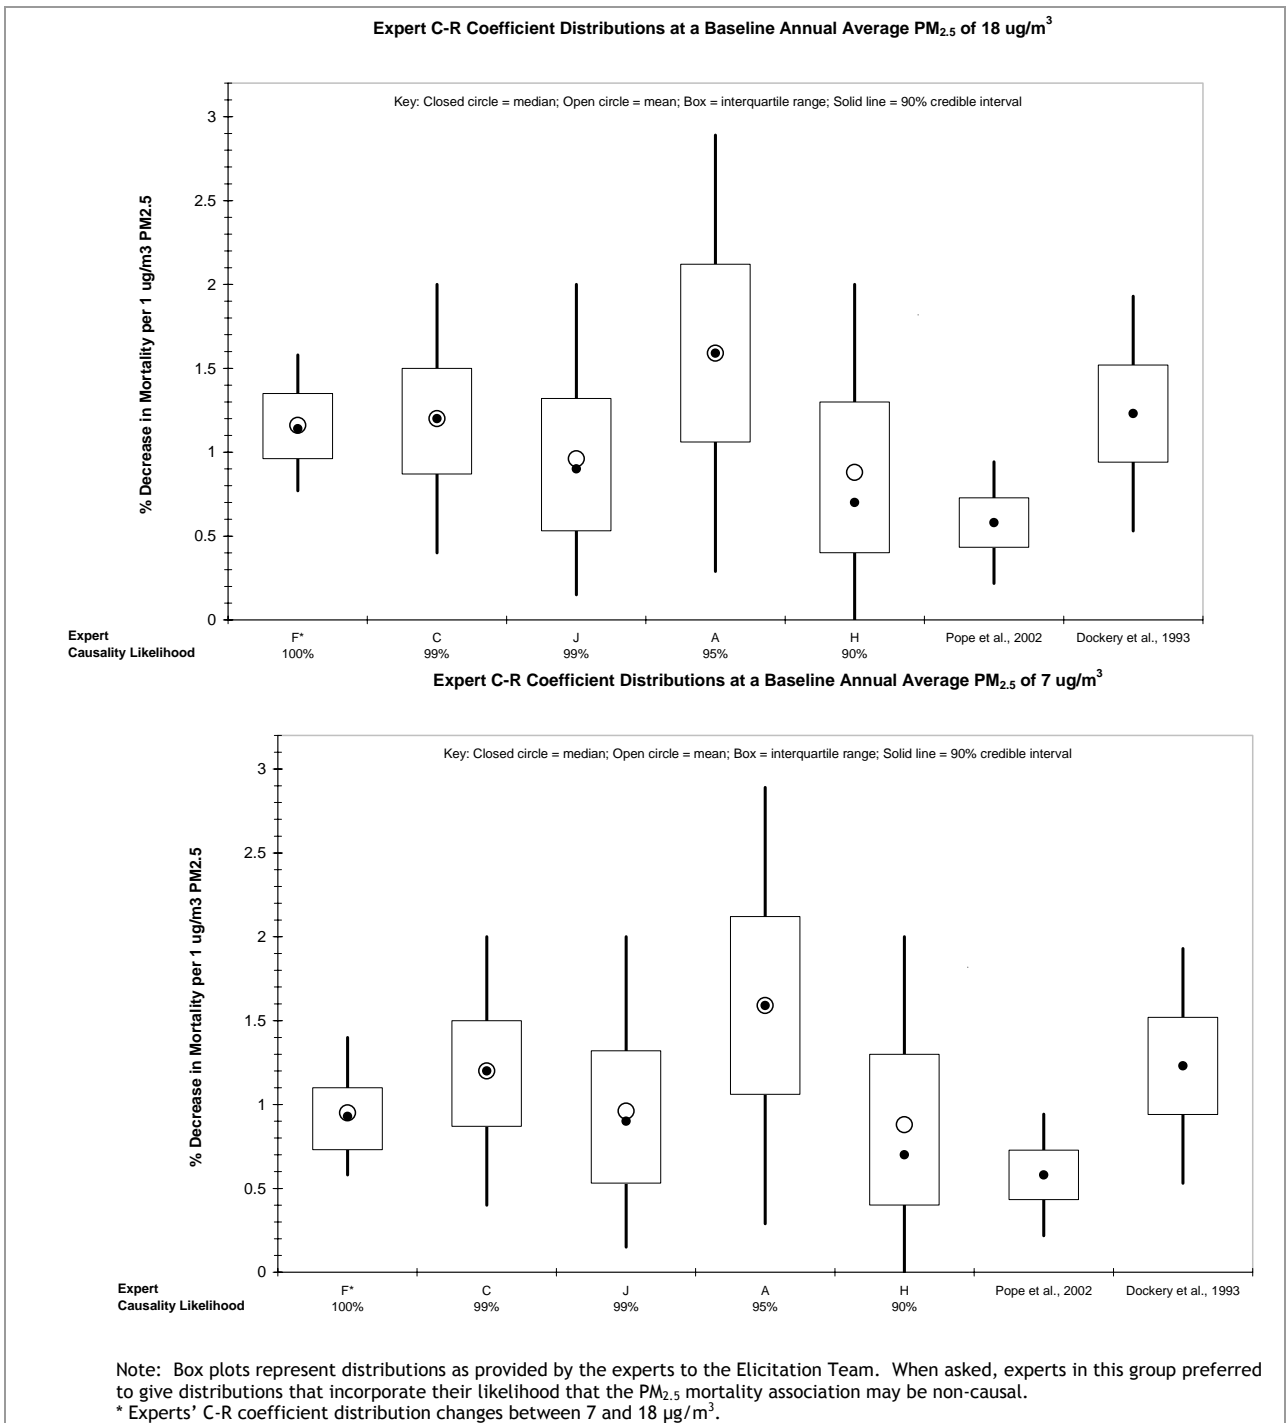 Expert C-R Coefficient Distributions at a Baseline Annual Average PM2.5 of 18 ug/m3
Key: Closed circle = median; Open circle = mean; Box = interquartile range; Solid line = 90% credible interval
% Decrease in Mortality per 1 ug/m3 PM2.5
3
2.5
2
1.5
1
0.5
0
Expert F* C J A H Pope et al., 2002 Dockery et al., 1993
Causality Likelihood 100% 99% 99% 95% 90%
Expert C-R Coefficient Distributions at a Baseline Annual Average PM2.5 of 7 ug/m3
Key: Closed circle = median; Open circle = mean; Box = interquartile range; Solid line = 90% credible interval
% Decrease in Mortality per 1 ug/m3 PM2.5
3
2.5
2
1.5
1
0.5
0
Expert F* C J A H Pope et al., 2002 Dockery et al., 1993
Causality Likelihood 100% 99% 99% 95% 90%
Note: Box plots represent distributions as provided by the experts to the Elicitation Team. When asked, experts in this group preferred
to give distributions that incorporate their likelihood that the PM2.5 mortality association may be non-causal.
* Experts' C-R coefficient distribution changes between 7 and 18 µg/m3.